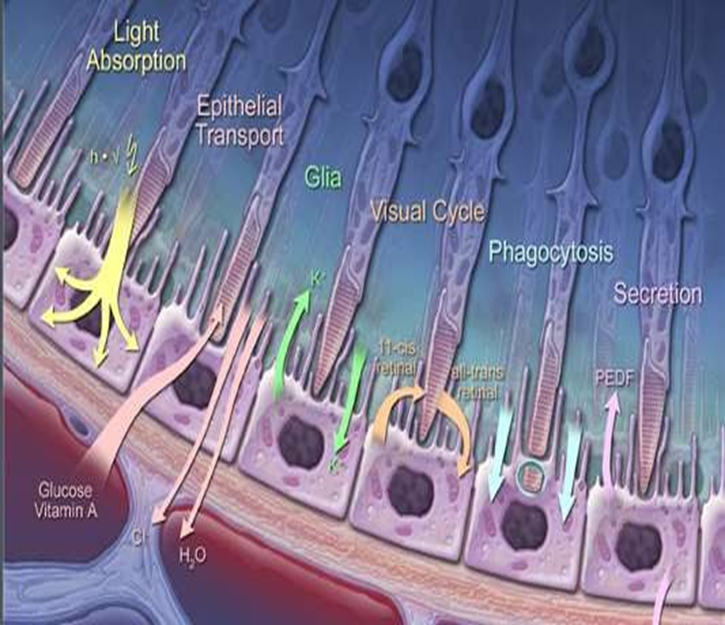 Light
Absorption
h • √
Epithelial
Transport
Glia
K⁺
Visual Cycle
11-cis
retinal
all-trans
retinal
Phagocytosis
Secretion
PEDF
K
Glucose
Vitamin A
Cl
H₂O